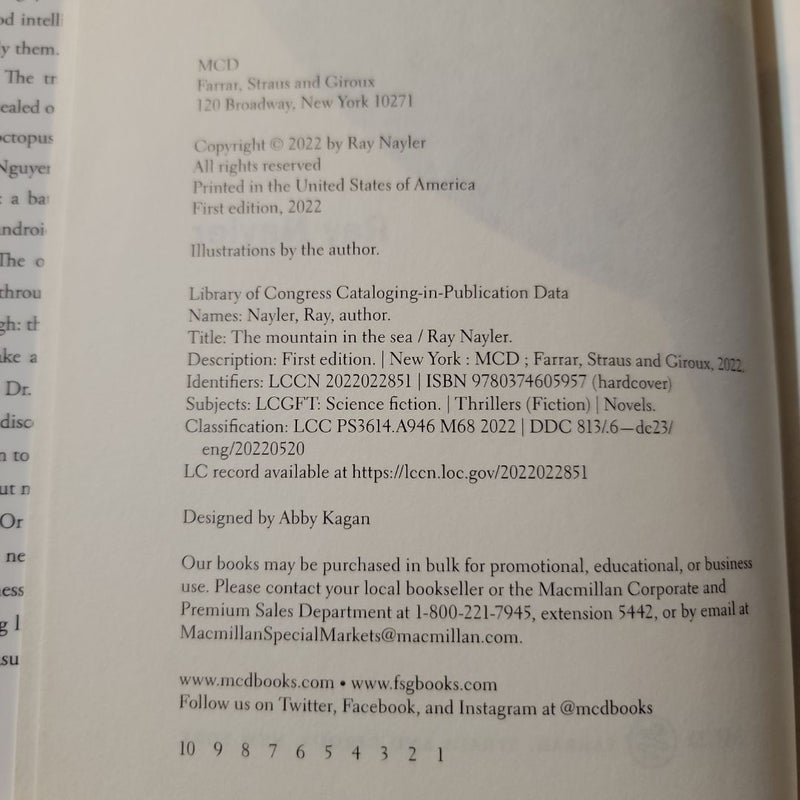 MCD
Farrar, Straus and Giroux
120 Broadway, New York 10271
Copyright © 2022 by Ray Nayler
All rights reserved
Printed in the United States of America
First edition, 2022
Illustrations by the author.
Library of Congress Cataloging-in-Publication Data
Names: Nayler, Ray, author.
Title: The mountain in the sea / Ray Nayler.
Description: First edition. | New York : MCD ; Farrar, Straus and Giroux, 2022.
Identifiers: LCCN 2022022851 | ISBN 9780374605957 (hardcover)
Subjects: LCGFT: Science fiction. | Thrillers (Fiction) | Novels.
Classification: LCC PS3614.A946 M68 2022 | DDC 813/.6—dc23/
eng/20220520
LC record available at https://lccn.loc.gov/2022022851
Designed by Abby Kagan
Our books may be purchased in bulk for promotional, educational, or business
use. Please contact your local bookseller or the Macmillan Corporate and
Premium Sales Department at 1-800-221-7945, extension 5442, or by email at
MacmillanSpecialMarkets@macmillan.com.
www.mcdbooks.com • www.fsgbooks.com
Follow us on Twitter, Facebook, and Instagram at @mcdbooks
10 9 8 7 6 5 4 3 2 1